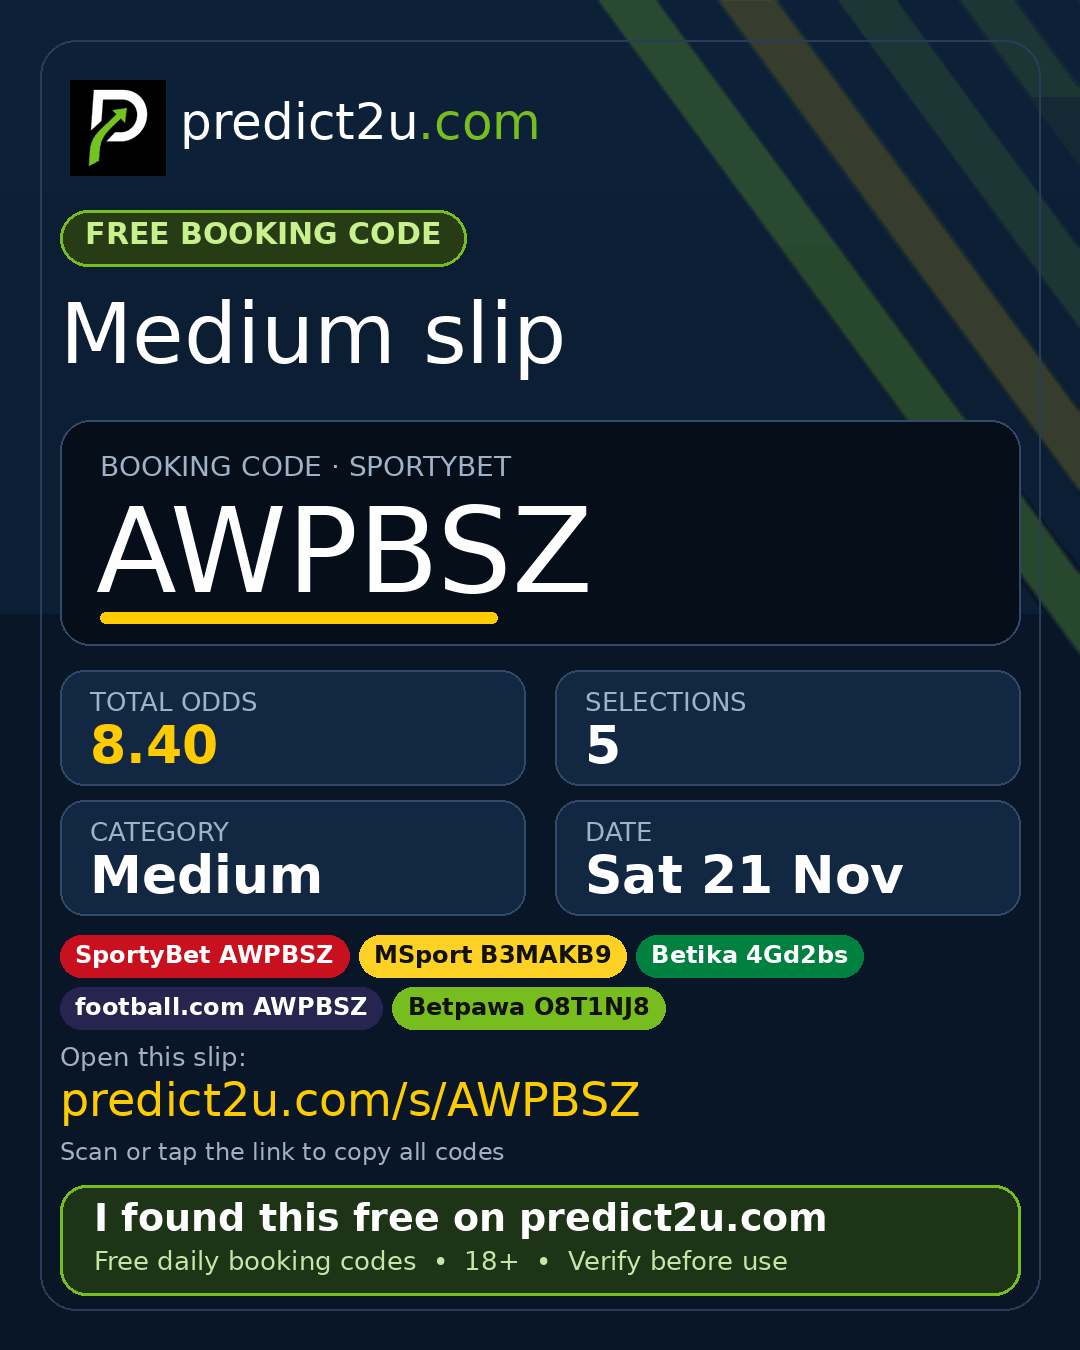 predict2u.com
FREE BOOKING CODE
Medium slip
BOOKING CODE · SPORTYBET
AWPBSZ
TOTAL ODDS
8.40
SELECTIONS
5
CATEGORY
Medium
DATE
Sat 21 Nov
SportyBet AWPBSZ
MSport B3MAKB9
Betika 4Gd2bs
football.com AWPBSZ
Betpawa O8T1NJ8
Open this slip:
predict2u.com/s/AWPBSZ
Scan or tap the link to copy all codes
I found this free on predict2u.com
Free daily booking codes • 18+ • Verify before use